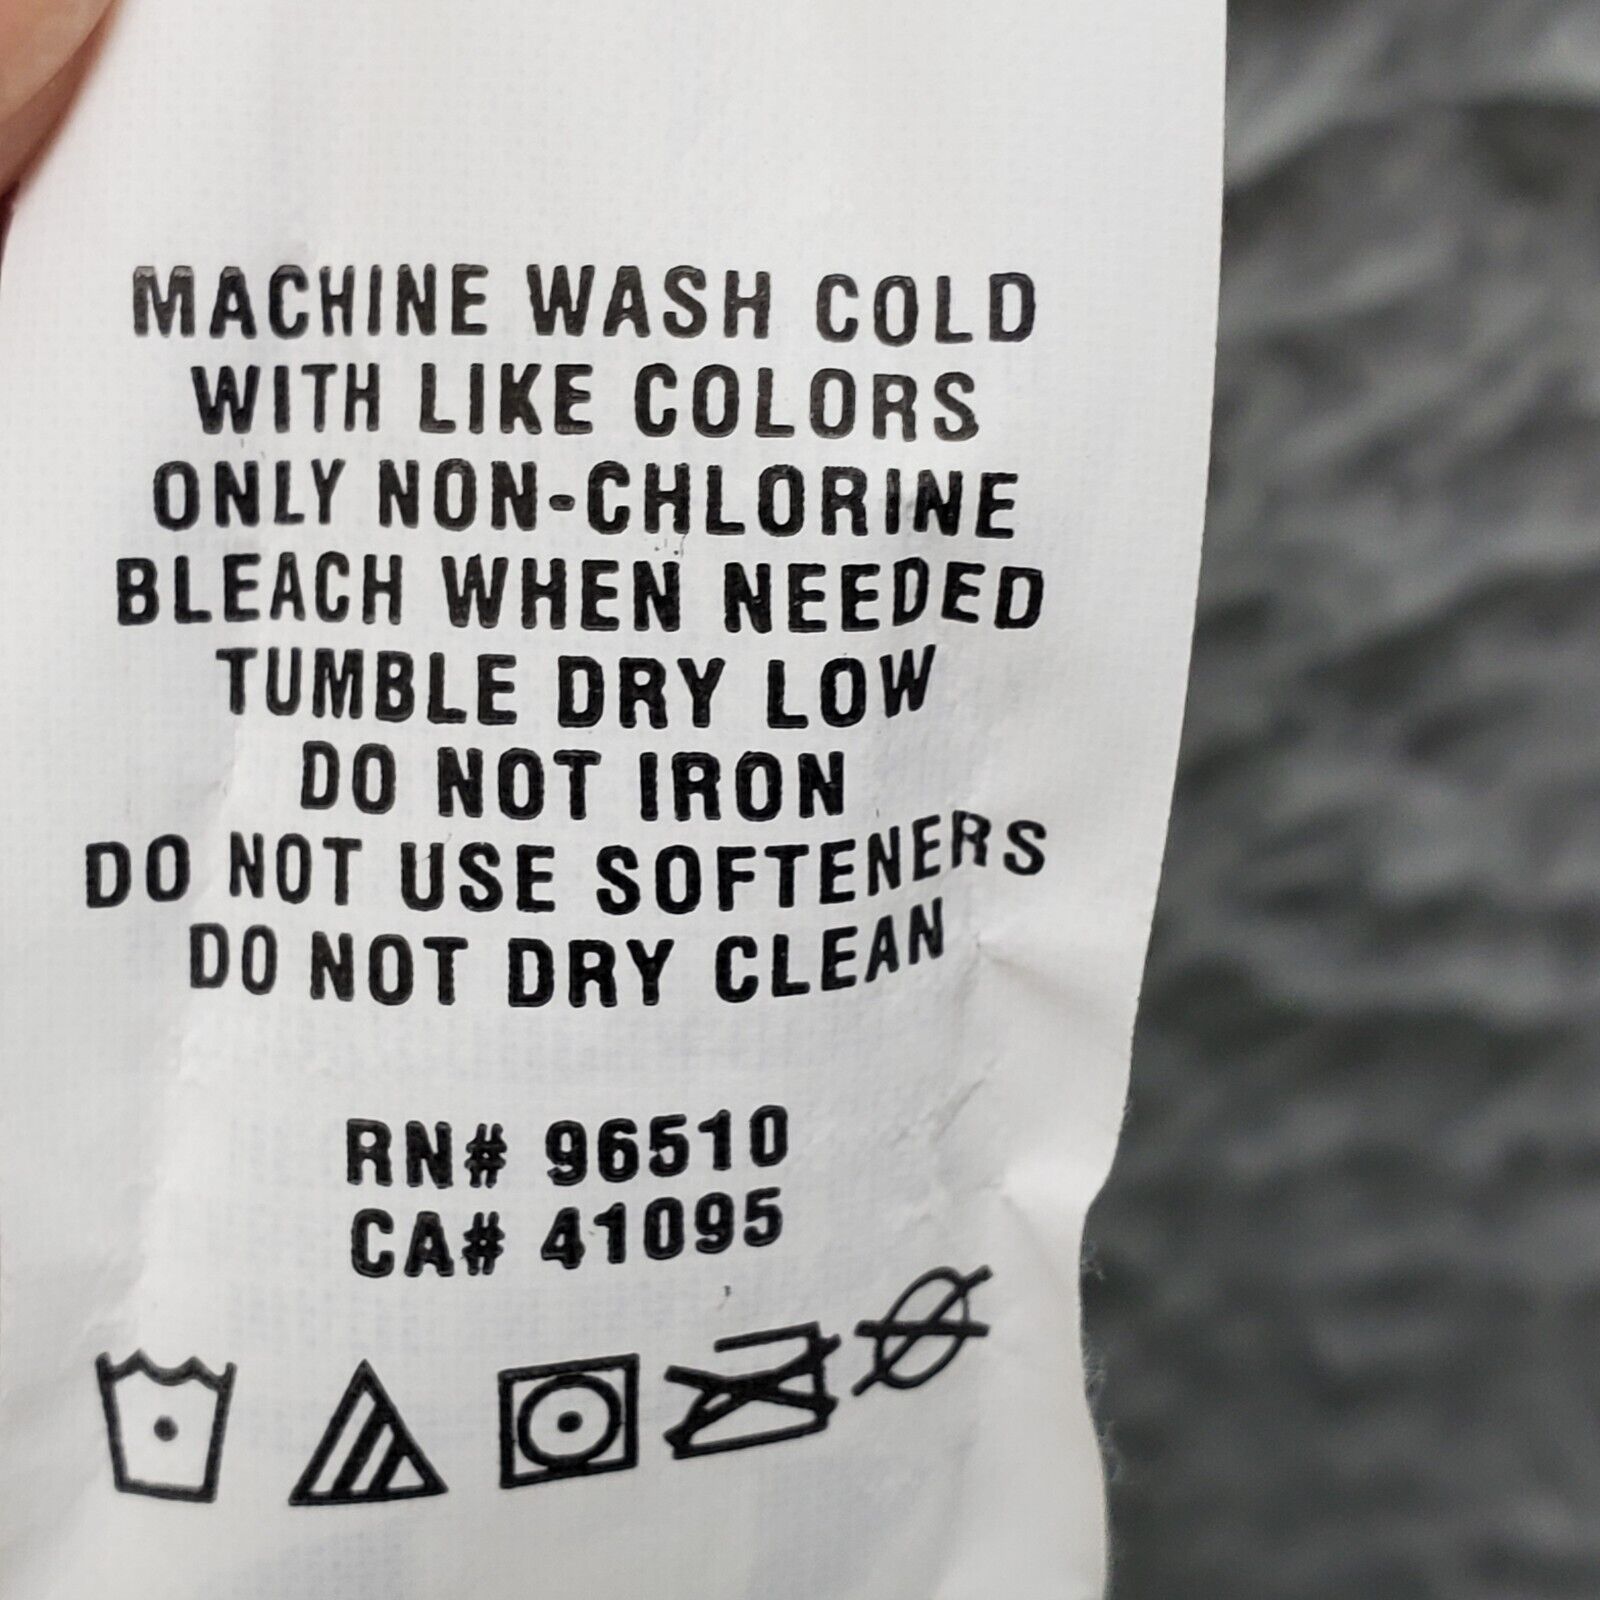 MACHINE WASH COLD
WITH LIKE COLORS
ONLY NON-CHLORINE
BLEACH WHEN NEEDED
TUMBLE DRY LOW
DO NOT IRON
DO NOT USE SOFTENERS
DO NOT DRY CLEAN
RN# 96510
CA# 41095